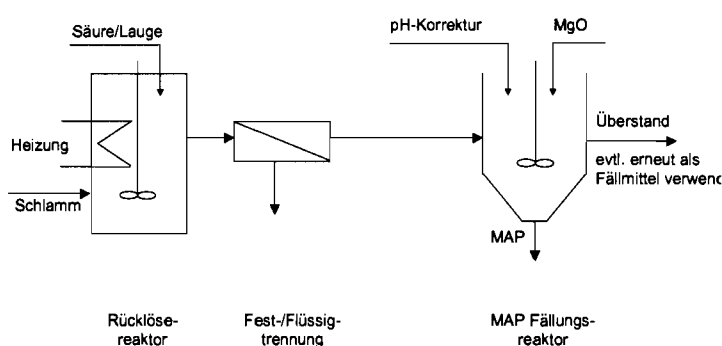 Säure/Lauge
pH-Korrektur
MgO
Heizung
Schlamm
Überstand
evtl. erneut als
Fällmittel verwend
MAP
Rücklöse-
reaktor
Fest-/Flüssig-
trennung
MAP Fällungs-
reaktor